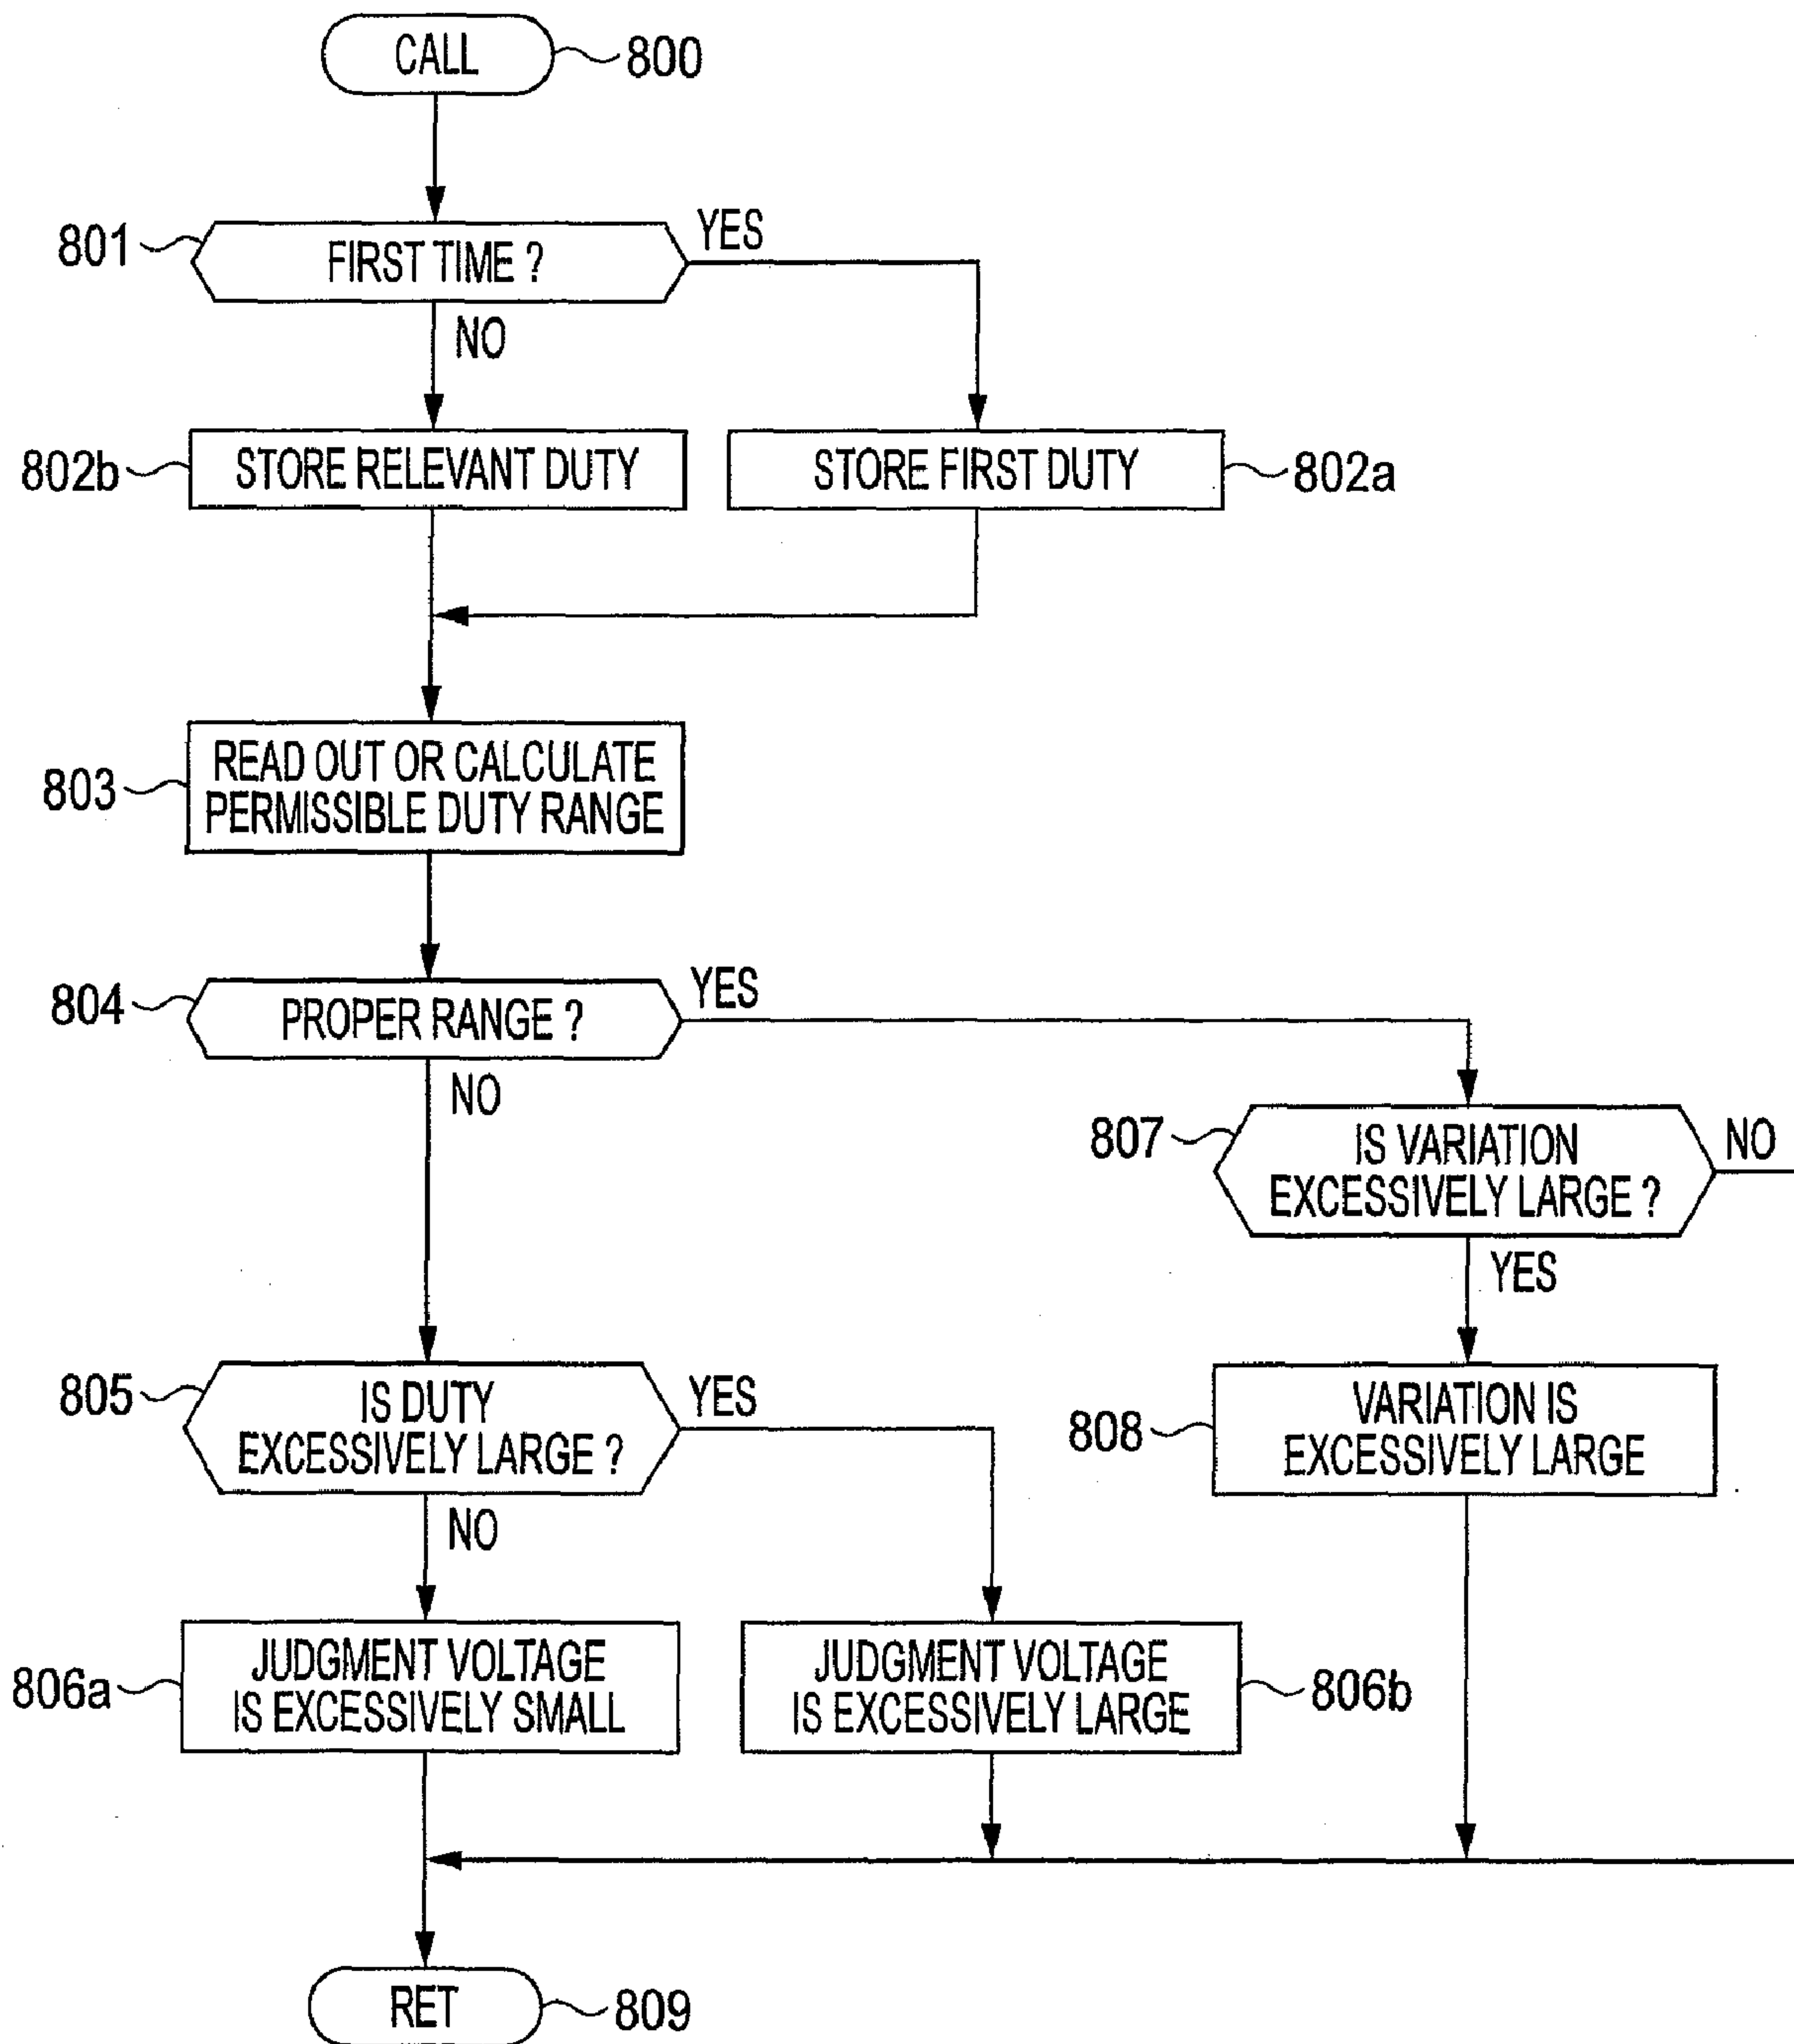 CALL
800
801
FIRST TIME ?
YES
NO
802b
STORE RELEVANT DUTY
STORE FIRST DUTY
802a
803
READ OUT OR CALCULATE
PERMISSIBLE DUTY RANGE
804
PROPER RANGE ?
YES
NO
807
IS VARIATION
EXCESSIVELY LARGE ?
NO
YES
805
IS DUTY
EXCESSIVELY LARGE ?
YES
NO
808
VARIATION IS
EXCESSIVELY LARGE
806a
JUDGMENT VOLTAGE
IS EXCESSIVELY SMALL
JUDGMENT VOLTAGE
IS EXCESSIVELY LARGE
806b
RET
809